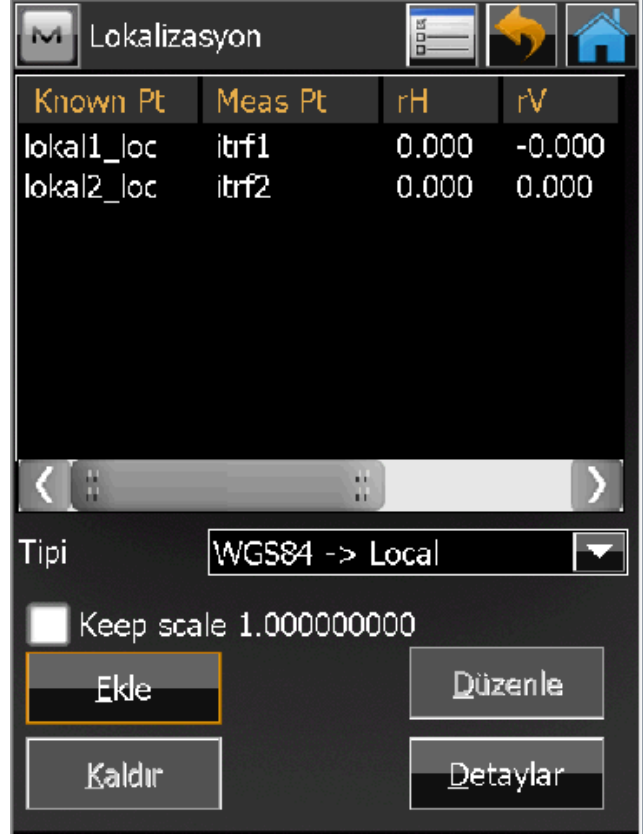 Lokalizasyon
Known Pt Meas Pt rH rV
lokal1_loc itrf1 0.000 -0.000
lokal2_loc itrf2 0.000 0.000
Tipi WGS84 -> Local
Keep scale 1.000000000
Ekle Düzenle
Kaldır Detaylar